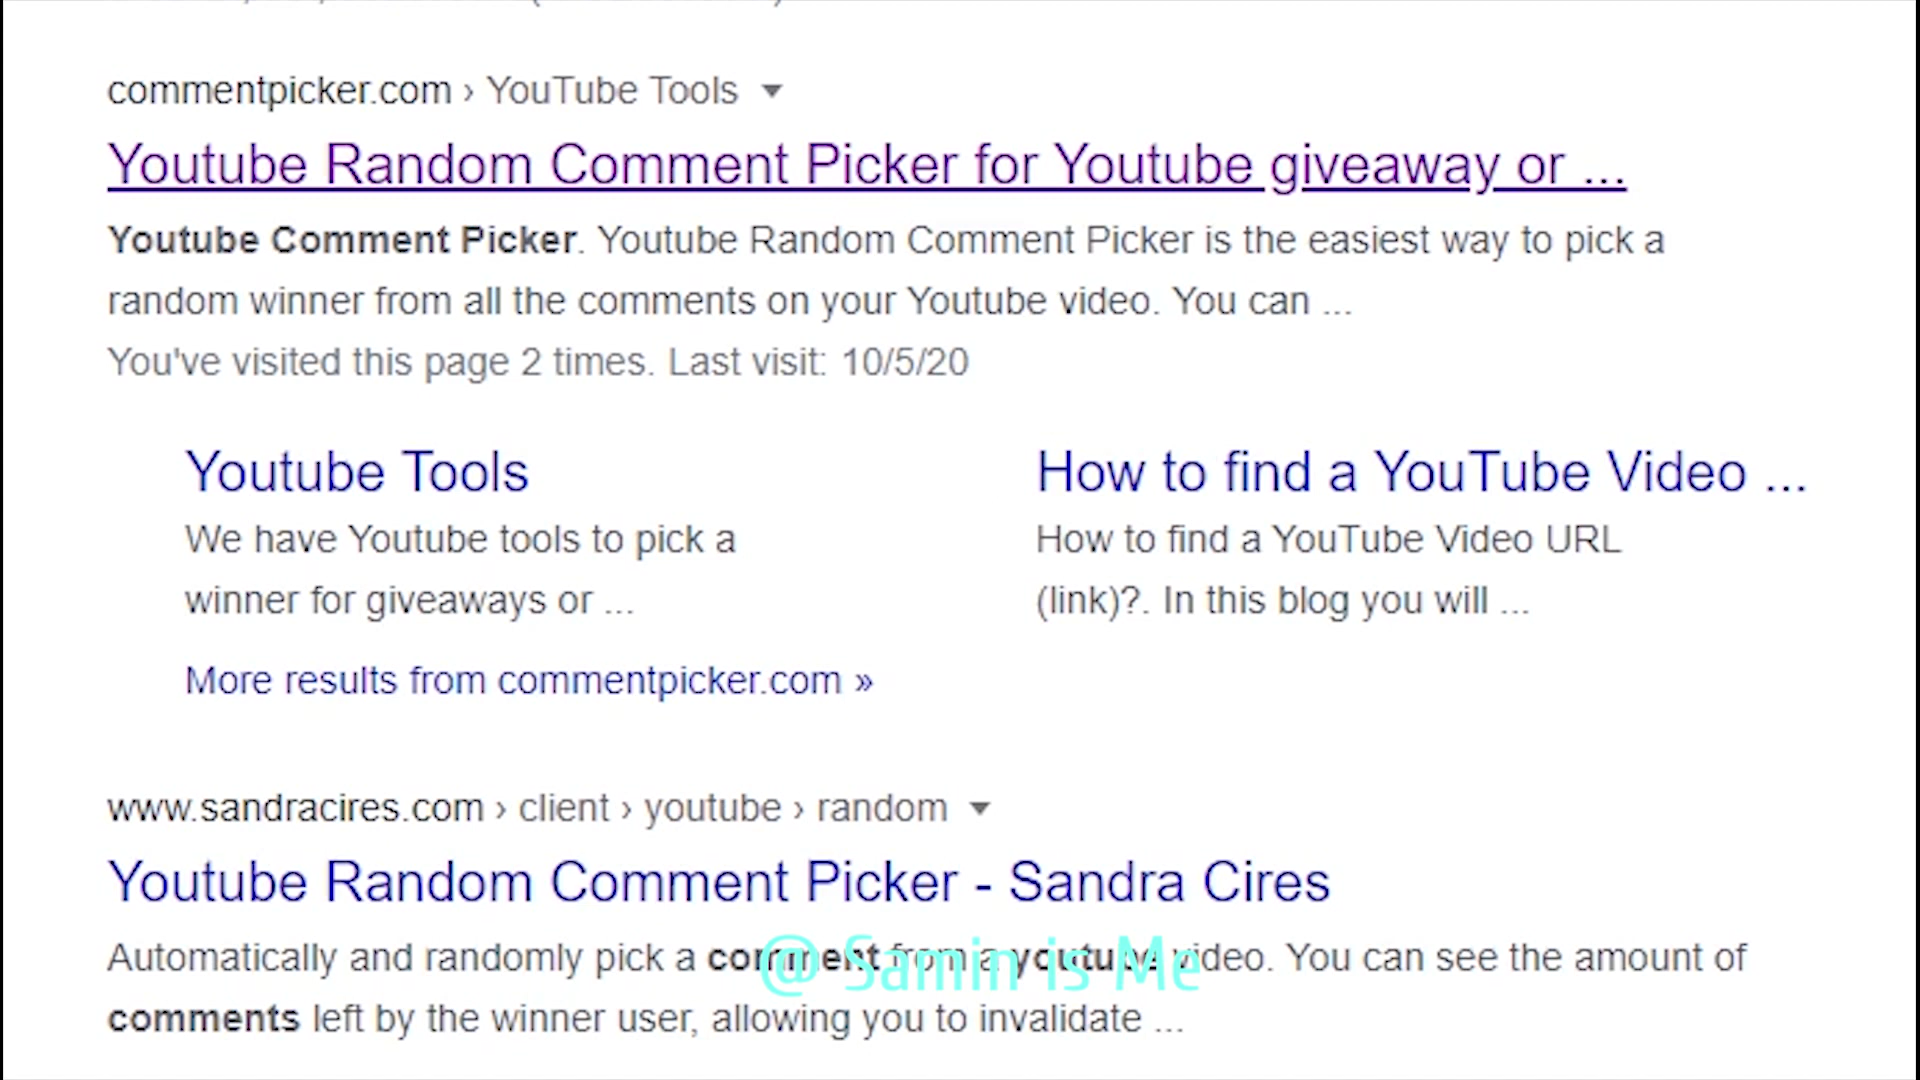 commentpicker.com › YouTube Tools
Youtube Random Comment Picker for Youtube giveaway or ...
Youtube Comment Picker. Youtube Random Comment Picker is the easiest way to pick a
random winner from all the comments on your Youtube video. You can ...
You've visited this page 2 times. Last visit: 10/5/20
Youtube Tools
We have Youtube tools to pick a
winner for giveaways or ...
How to find a YouTube Video ...
How to find a YouTube Video URL
(link)?. In this blog you will ...
More results from commentpicker.com »
www.sandracires.com › client › youtube › random
Youtube Random Comment Picker - Sandra Cires
Automatically and randomly pick a comment from a youtube video. You can see the amount of
@ Samin is Me
comments left by the winner user, allowing you to invalidate ...